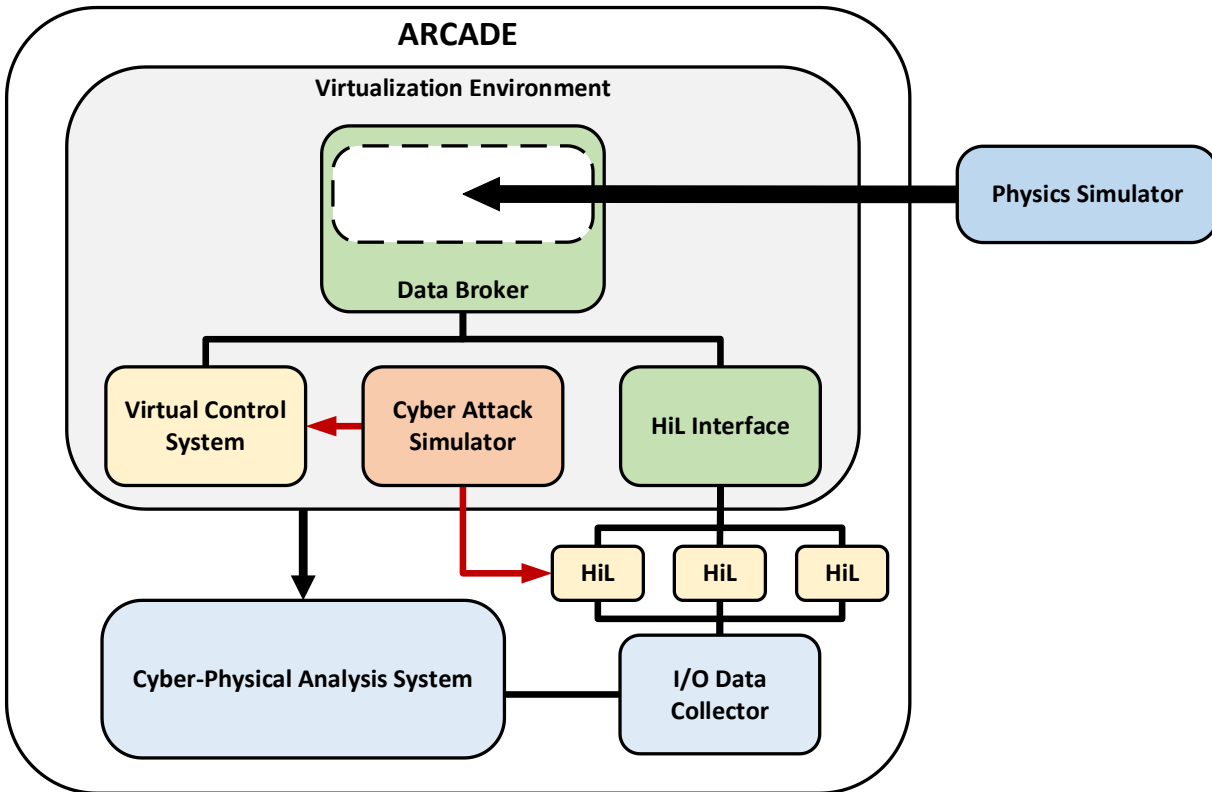 ARCADE
Virtualization Environment
Physics Simulator
Data Broker
Virtual Control
System
Cyber Attack
Simulator
HiL Interface
HiL
HiL
HiL
Cyber-Physical Analysis System
I/O Data
Collector